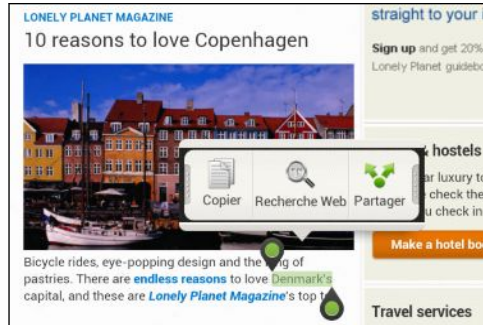 LONELY PLANET MAGAZINE
10 reasons to love Copenhagen
Bicycle rides, eye-popping design and the of
pastries. There are endless reasons to love Denmark's
capital, and these are Lonely Planet Magazine's top
Copier
Recherche Web
Partager
straight to your
Sign up and get 20%
Lonely Planet
hostels
luxury to
check the
check in
Make a hotel
Travel services